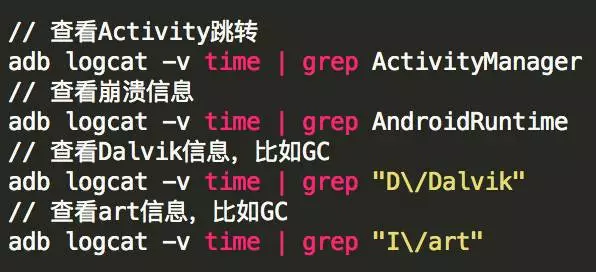 // 查看Activity跳转
adb logcat -v time | grep ActivityManager
// 查看崩溃信息
adb logcat -v time | grep AndroidRuntime
// 查看Dalvik信息，比如GC
adb logcat -v time | grep "D\/Dalvik"
// 查看art信息，比如GC
adb logcat -v time | grep "I\/art"